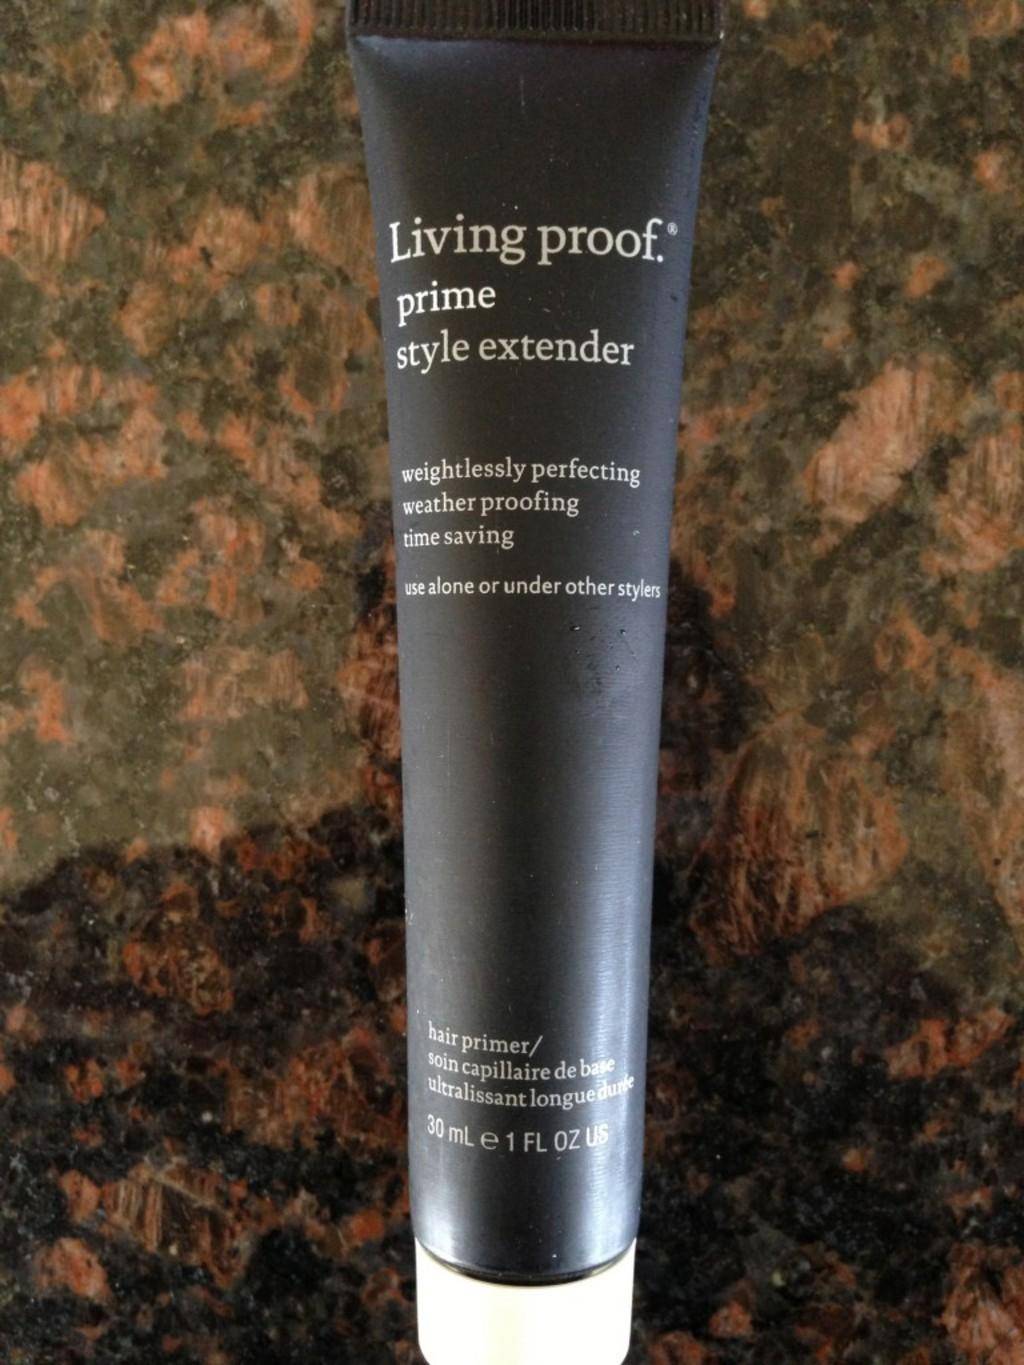 Living proof.®
prime
style extender
weightlessly perfecting
weather proofing
time saving
use alone or under other stylers
hair primer/
soin capillaire de base
ultralissant longue durée
30 mL e 1 FL OZ US